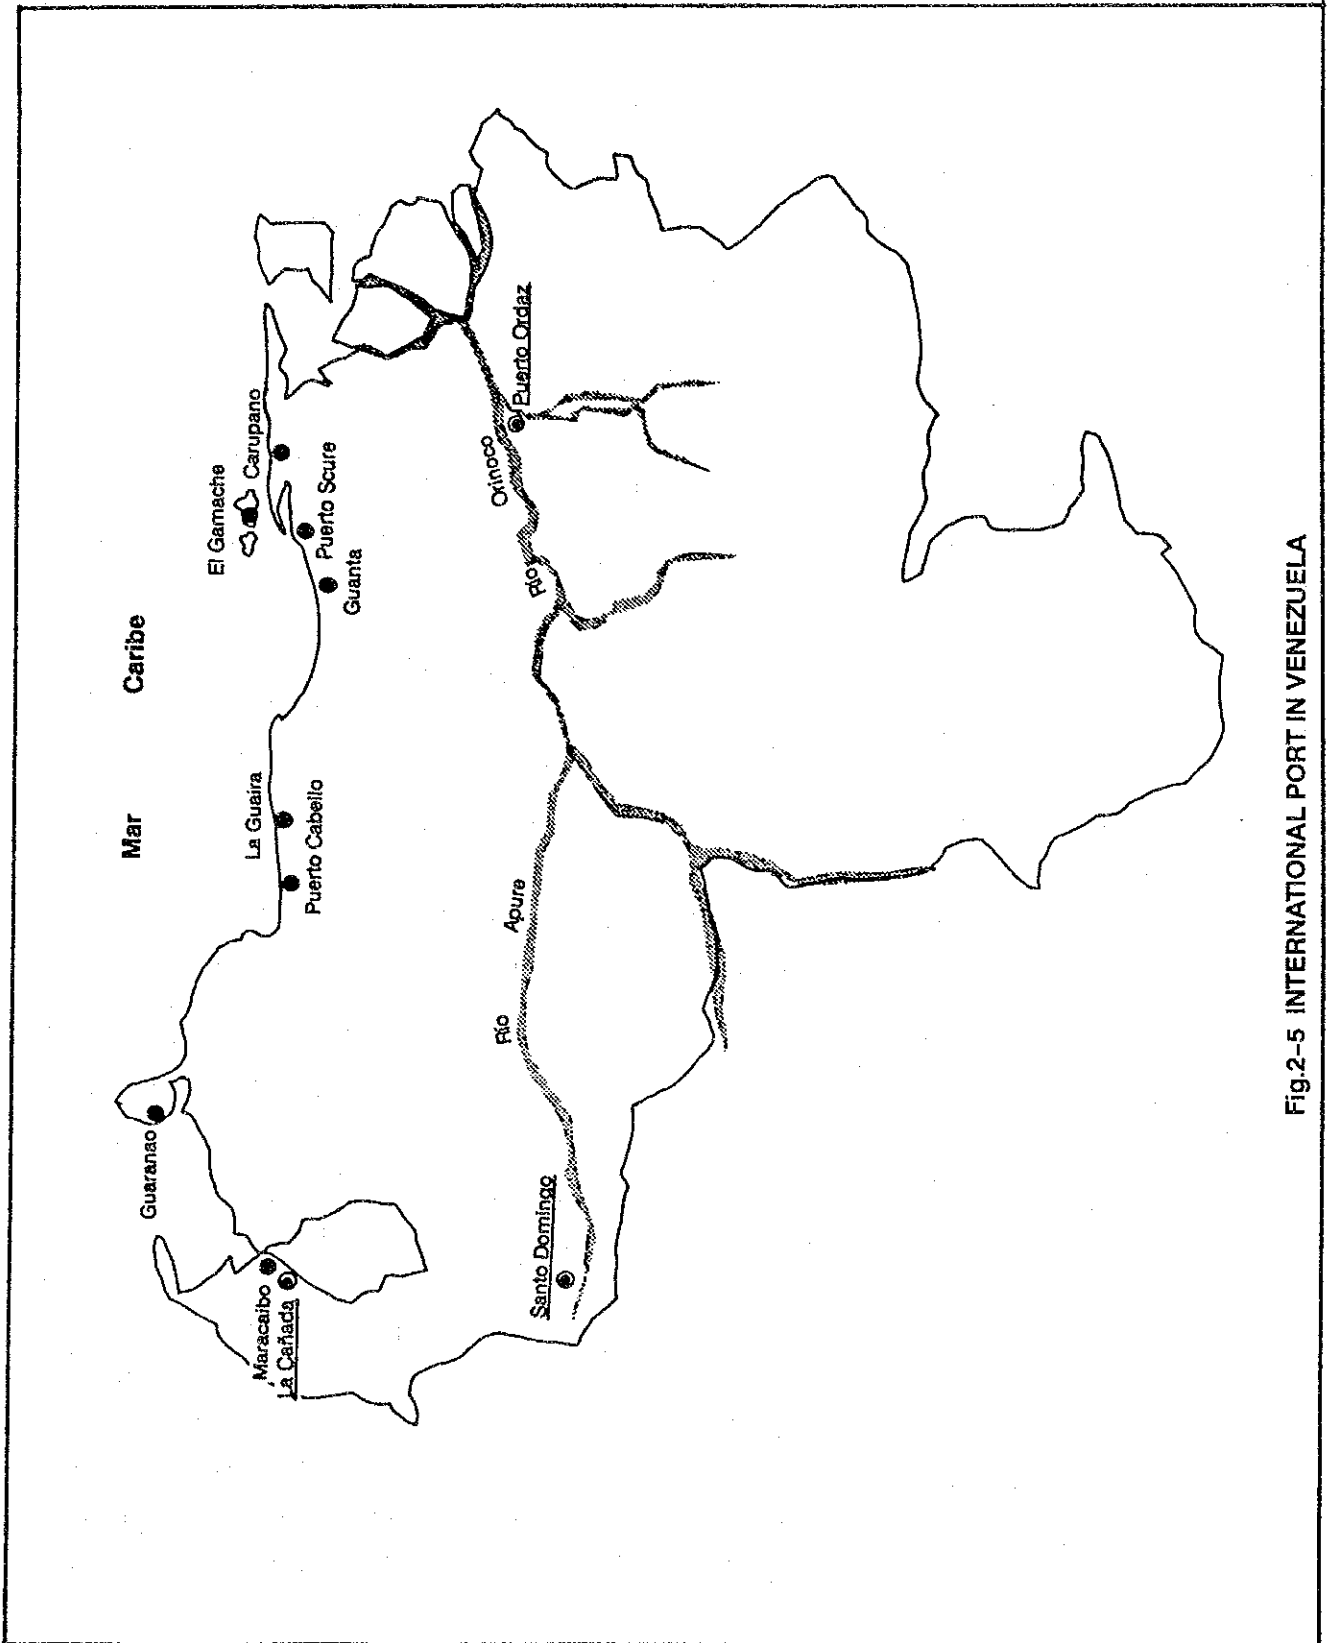 Mar Caribe
El Gamache
Carupano
Puerto Scure
Guanta
La Guaira
Puerto Cabello
Guaranao
Maracaibo
La Cañada
Santo Domingo
Río Apure
Río Orinoco
Puerto Ordaz
Fig.2-5 INTERNATIONAL PORT IN VENEZUELA